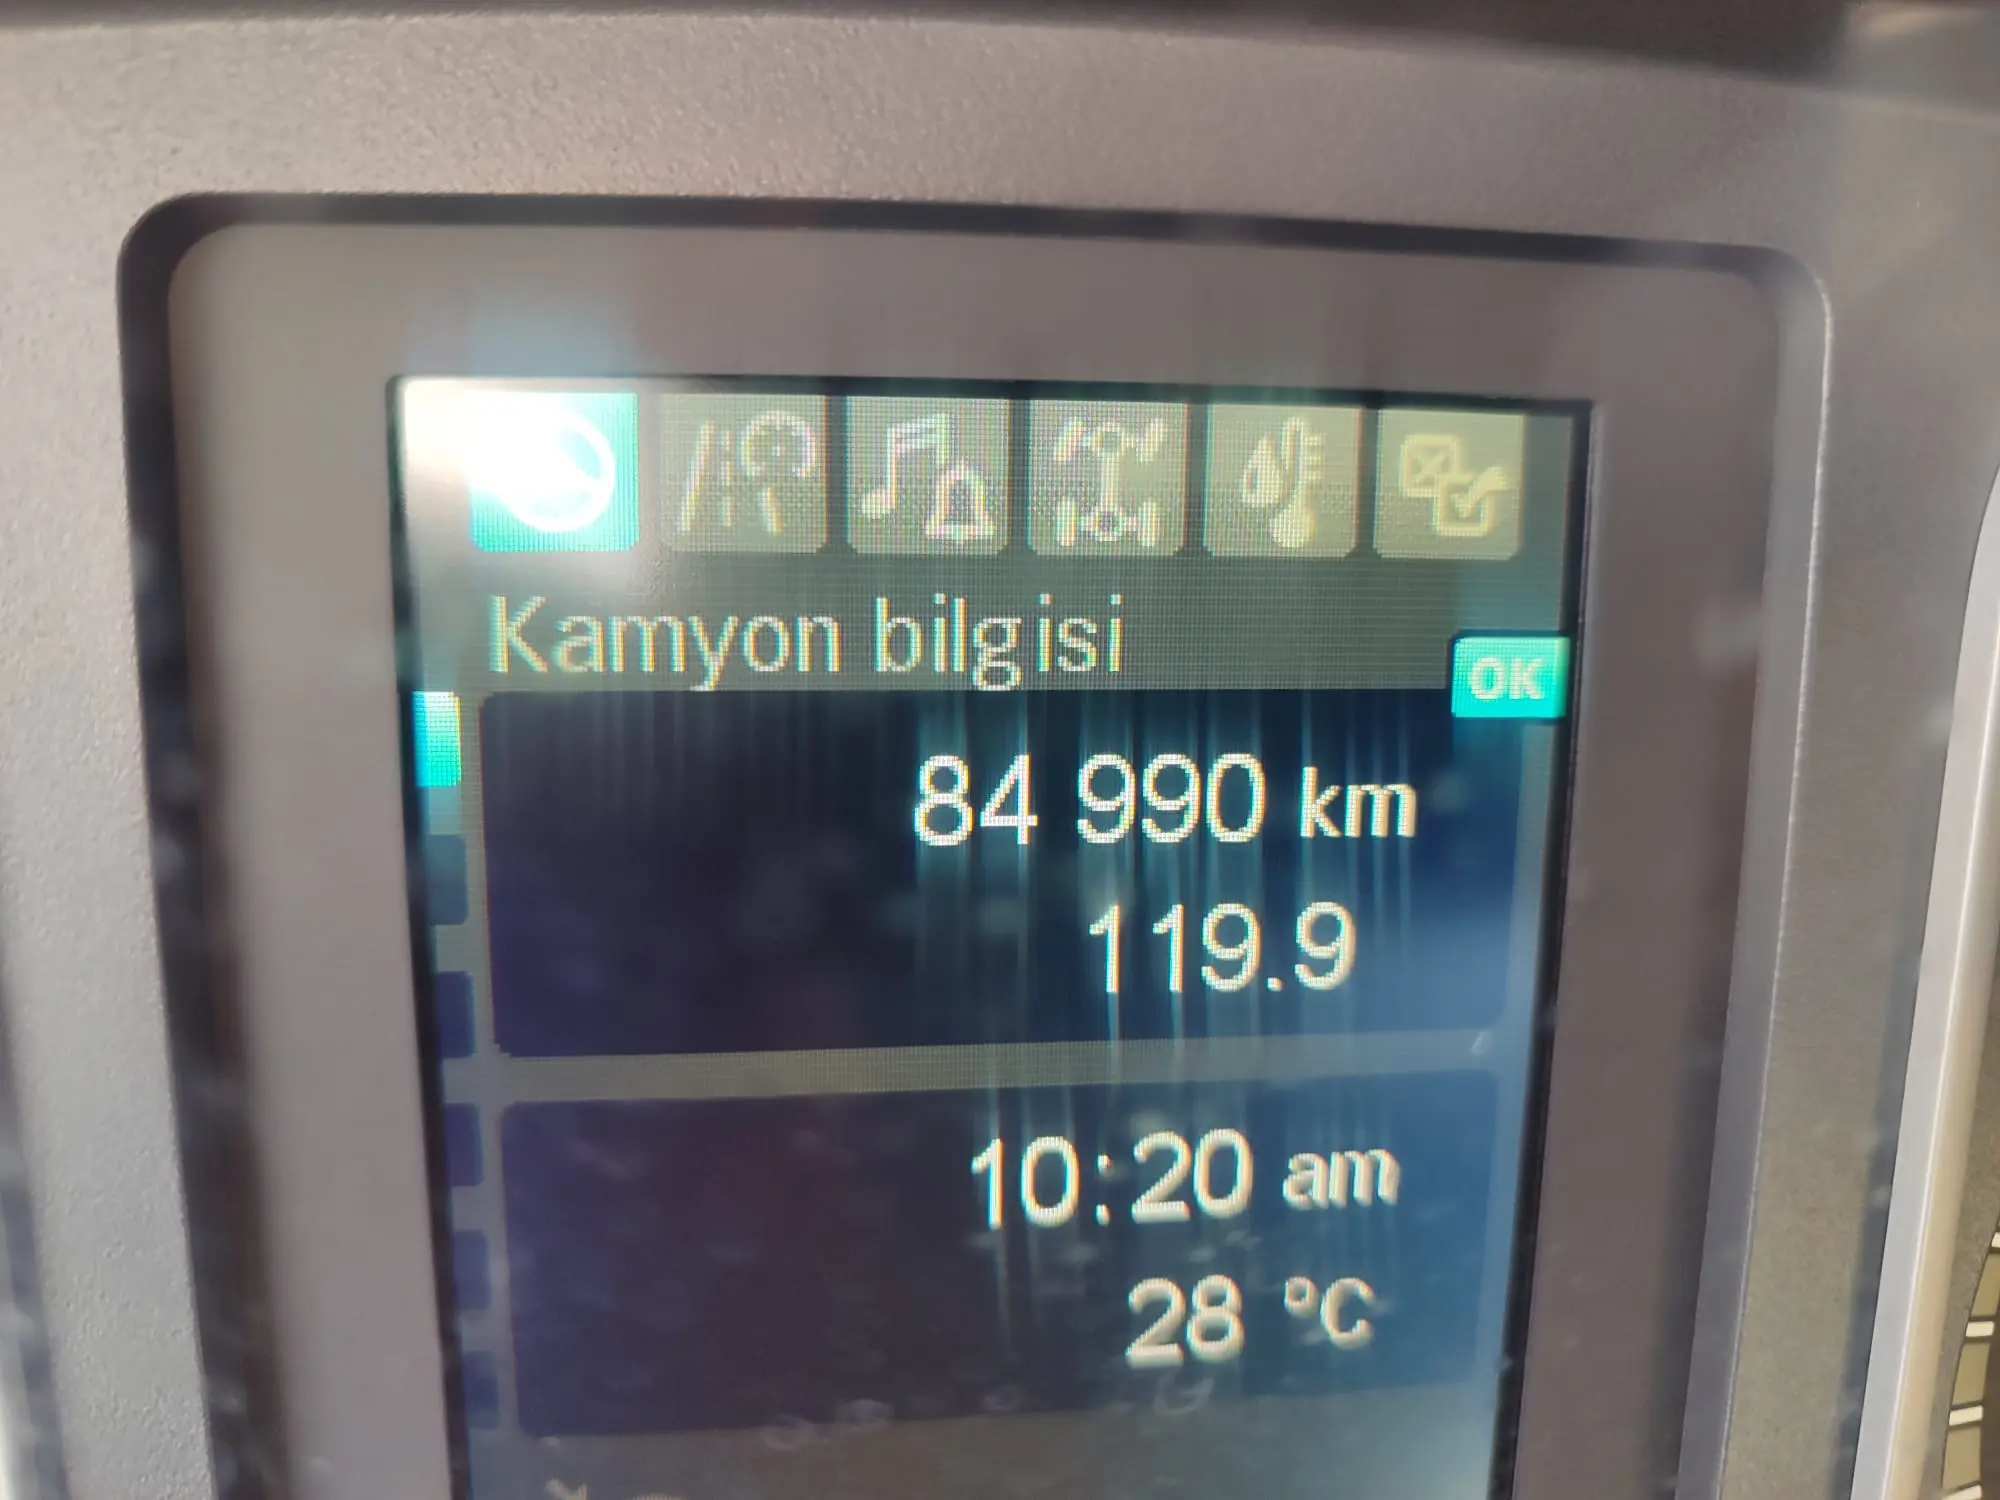 Kamyon bilgisi
OK
84 990 km
119.9
10:20 am
28 °C